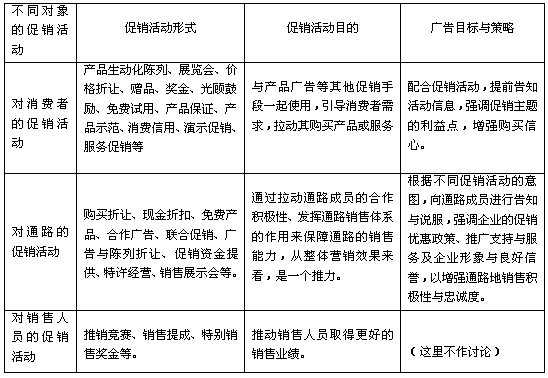 不同对象的促销活动
促销活动形式
促销活动目的
广告目标与策略
对消费者的促销活动
产品生动化陈列、展览会、价
格折让、赠品、奖金、光顾鼓
励、免费试用、产品保证、产
品示范、消费信用、演示促销、
服务促销等
与产品广告等其他促销手
段一起使用，引导消费者需
求，拉动其购买产品或服务
配合促销活动，提前告知
活动信息，强调促销主题
的利益点，增强购买信
心。
对通路的
促销活动
购买折让、现金折扣、免费产
品、合作广告、联合促销、广
告与陈列折让、促销资金提
供、特许经营、销售展示会等。
通过拉动通路成员的合作
积极性、发挥通路销售体系
的作用来保障通路的销售
能力，从整体营销效果来
看，是一个推力。
根据不同促销活动的意
图，向通路成员进行告知
与说服，强调企业的促销
优惠政策、推广支持与服
务及企业形象与良好信
誉，以增强通路地销售积
极性与忠诚度。
对销售人员的促销活动
推销竞赛、销售提成、特别销
售奖金等。
推动销售人员取得更好的
销售业绩。
（这里不作讨论）